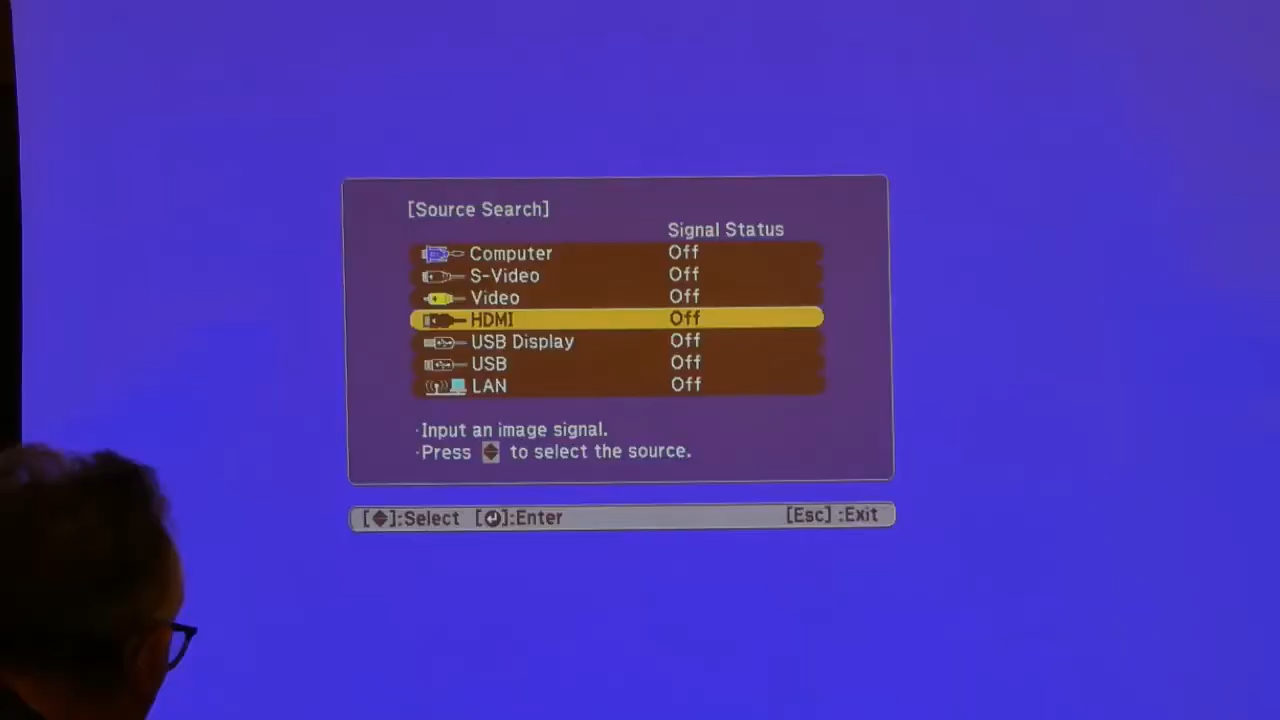 [Source Search]
Signal Status
Computer Off
S-Video Off
Video Off
HDMI Off
USB Display Off
USB Off
LAN Off
·Input an image signal.
·Press to select the source.
[ ]:Select [ ]:Enter [Esc] :Exit